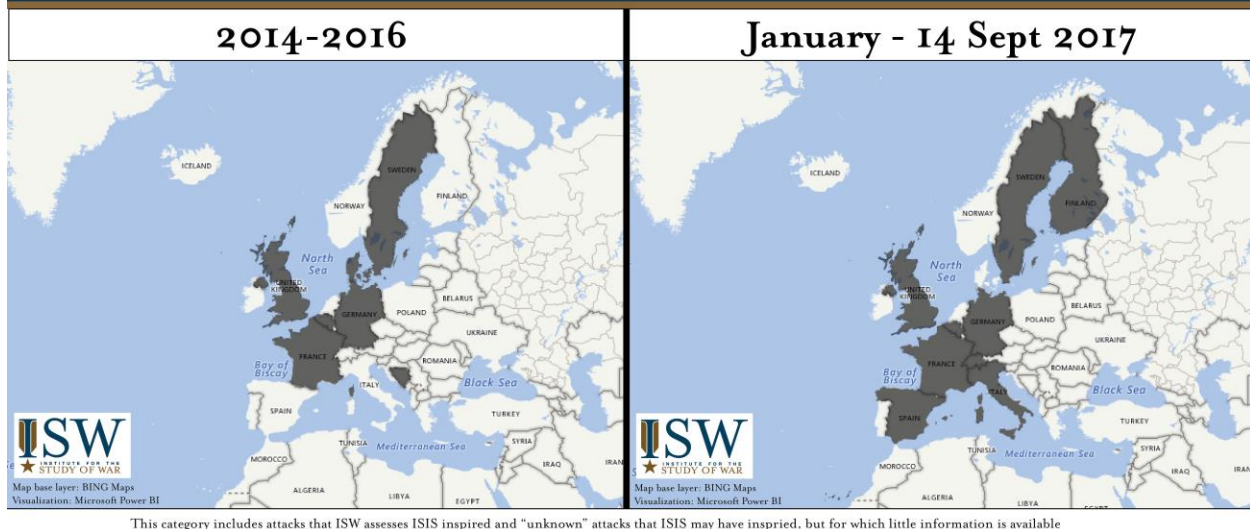 2014-2016
January - 14 Sept 2017
ICELAND
SWEDEN
FINLAND
NORWAY
North
Sea
UNITED
KINGDOM
BELARUS
POLAND
GERMANY
UKRAINE
FRANCE
Bay of
Biscay
ROMANIA
ITALY
Black Sea
SPAIN
TURKEY
TUNISIA
Mediterranean Sea
SYRIA
MOROCCO
IRAQ
IRAN
ALGERIA
LIBYA
EGYPT
ISW
INSTITUTE FOR THE
STUDY OF WAR
Map base layer: BING Maps
Visualization: Microsoft Power BI
ICELAND
SWEDEN
FINLAND
NORWAY
North
Sea
UNITED
KINGDOM
BELARUS
POLAND
GERMANY
UKRAINE
FRANCE
Bay of
Biscay
ROMANIA
ITALY
Black Sea
SPAIN
TURKEY
TUNISIA
Mediterranean Sea
SYRIA
MOROCCO
IRAQ
IRAN
ALGERIA
LIBYA
EGYPT
ISW
INSTITUTE FOR THE
STUDY OF WAR
Map base layer: BING Maps
Visualization: Microsoft Power BI
This category includes attacks that ISW assesses ISIS inspired and “unknown” attacks that ISIS may have inspried, but for which little information is available